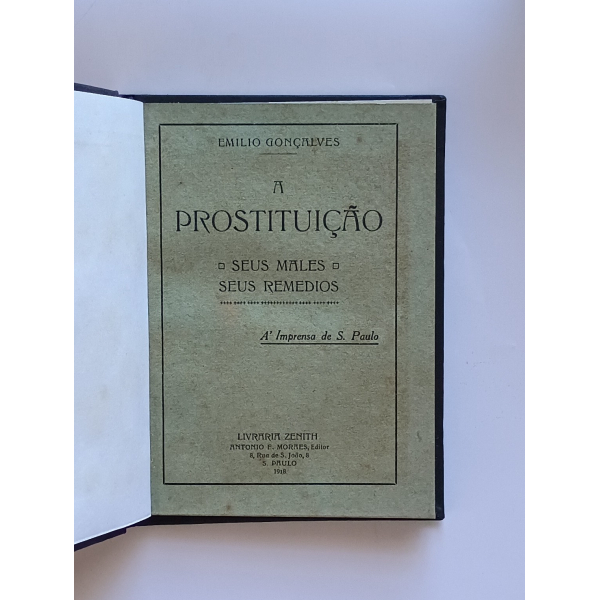 EMILIO GONÇALVES
A
PROSTITUIÇÃO
SEUS MALES
SEUS REMEDIOS
A' Imprensa de S. Paulo
LIVRARIA ZENITH
ANTONIO F. MORAES, Editor
8, Rua de S. João, 8
S. PAULO
1918